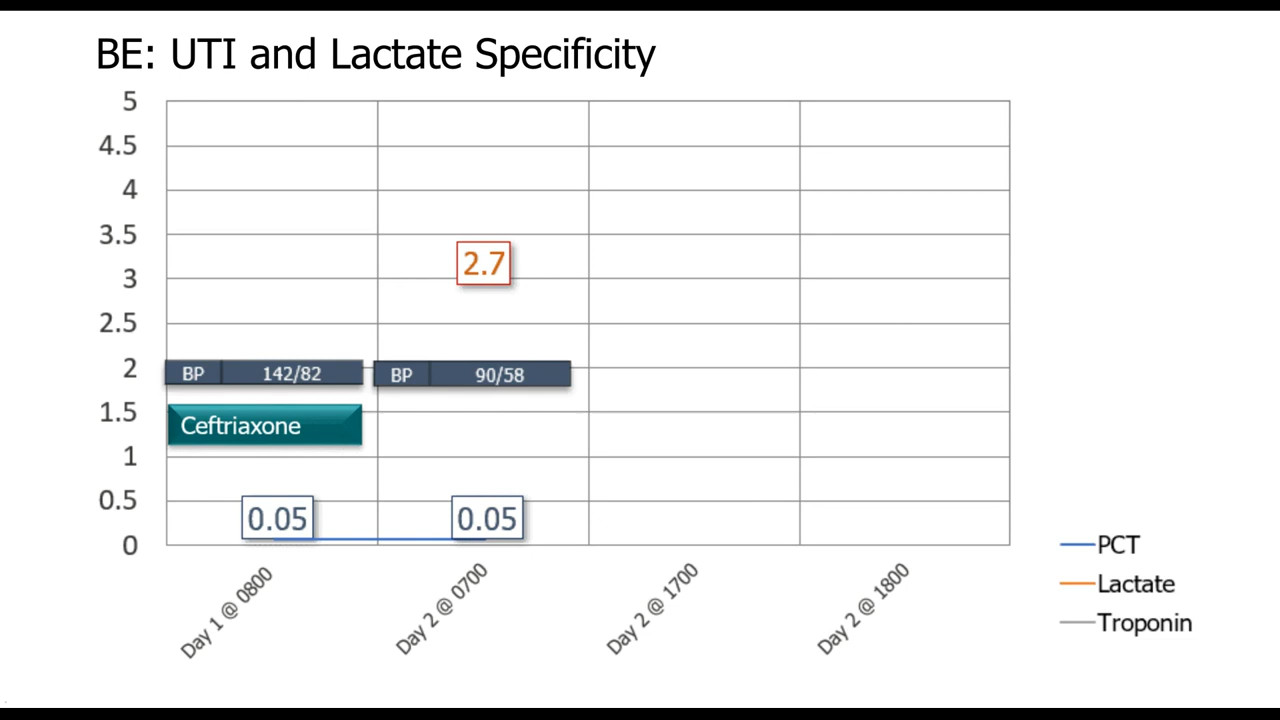 BE: UTI and Lactate Specificity
5
4.5
4
3.5
3
2.5
2
1.5
1
0.5
0
2.7
BP 142/82 BP 90/58
Ceftriaxone
0.05 0.05
Day 1 @ 0800
Day 2 @ 0700
Day 2 @ 1700
Day 2 @ 1800
PCT
Lactate
Troponin